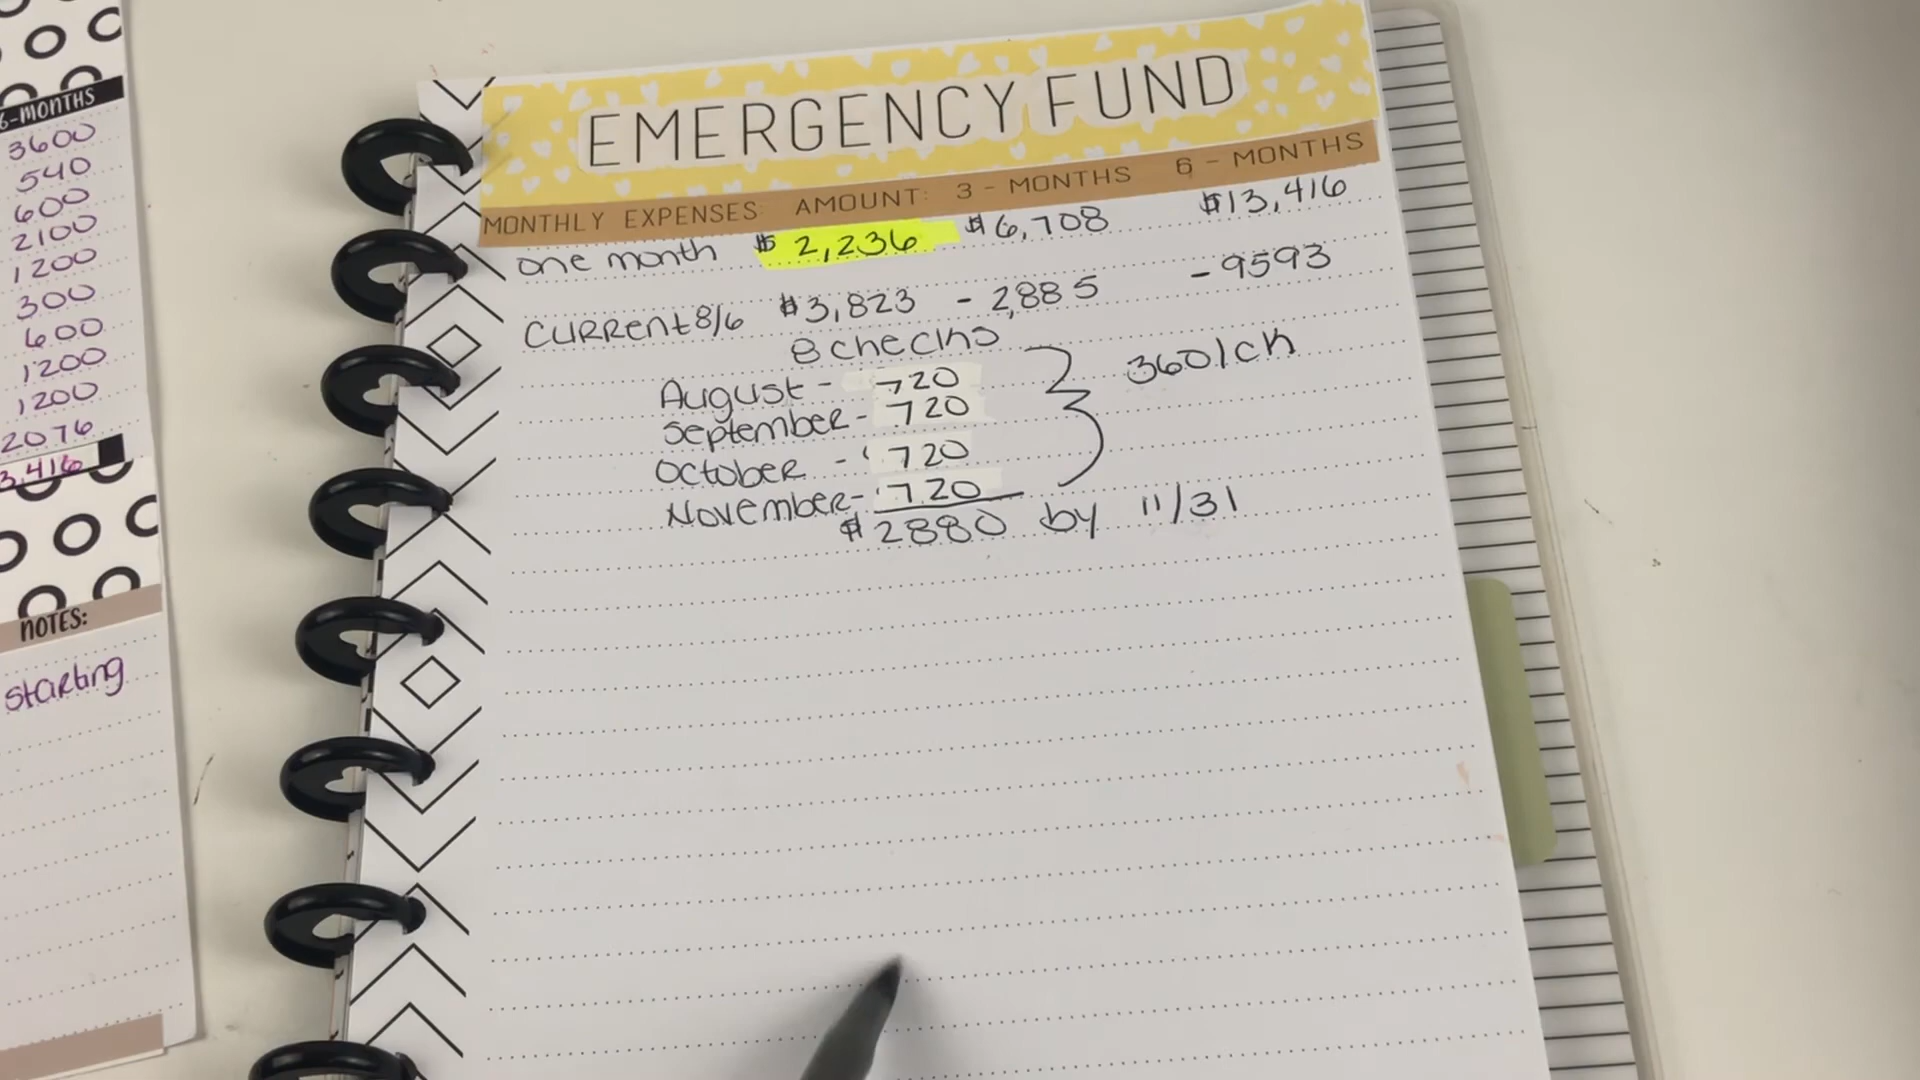 6-MONTHS
3600
540
600
2100
1200
300
600
1200
1200
2076
3,416
NOTES:
starting
EMERGENCY FUND
MONTHLY EXPENSES: AMOUNT: 3 - MONTHS 6 - MONTHS
one month $ 2,236 $6,708 $13,416
CURRENT 8/6 $3,823 - 2,885 - 9593
8 checks
August - 720
September - 720
360/ck
October - 720
November - 720
$2880 by 11/31